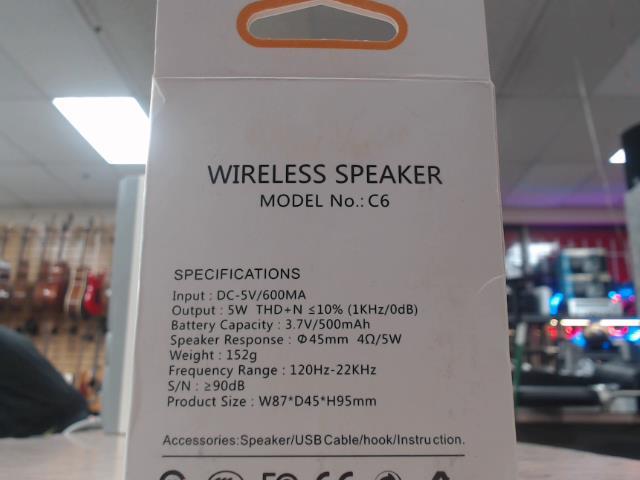 WIRELESS SPEAKER
MODEL No.: C6
SPECIFICATIONS
Input : DC-5V/600MA
Output : 5W THD+N ≤10% (1KHz/0dB)
Battery Capacity : 3.7V/500mAh
Speaker Response : Φ45mm 4Ω/5W
Weight : 152g
Frequency Range : 120Hz-22KHz
S/N : ≥90dB
Product Size : W87*D45*H95mm
Accessories:Speaker/USB Cable/hook/Instruction.